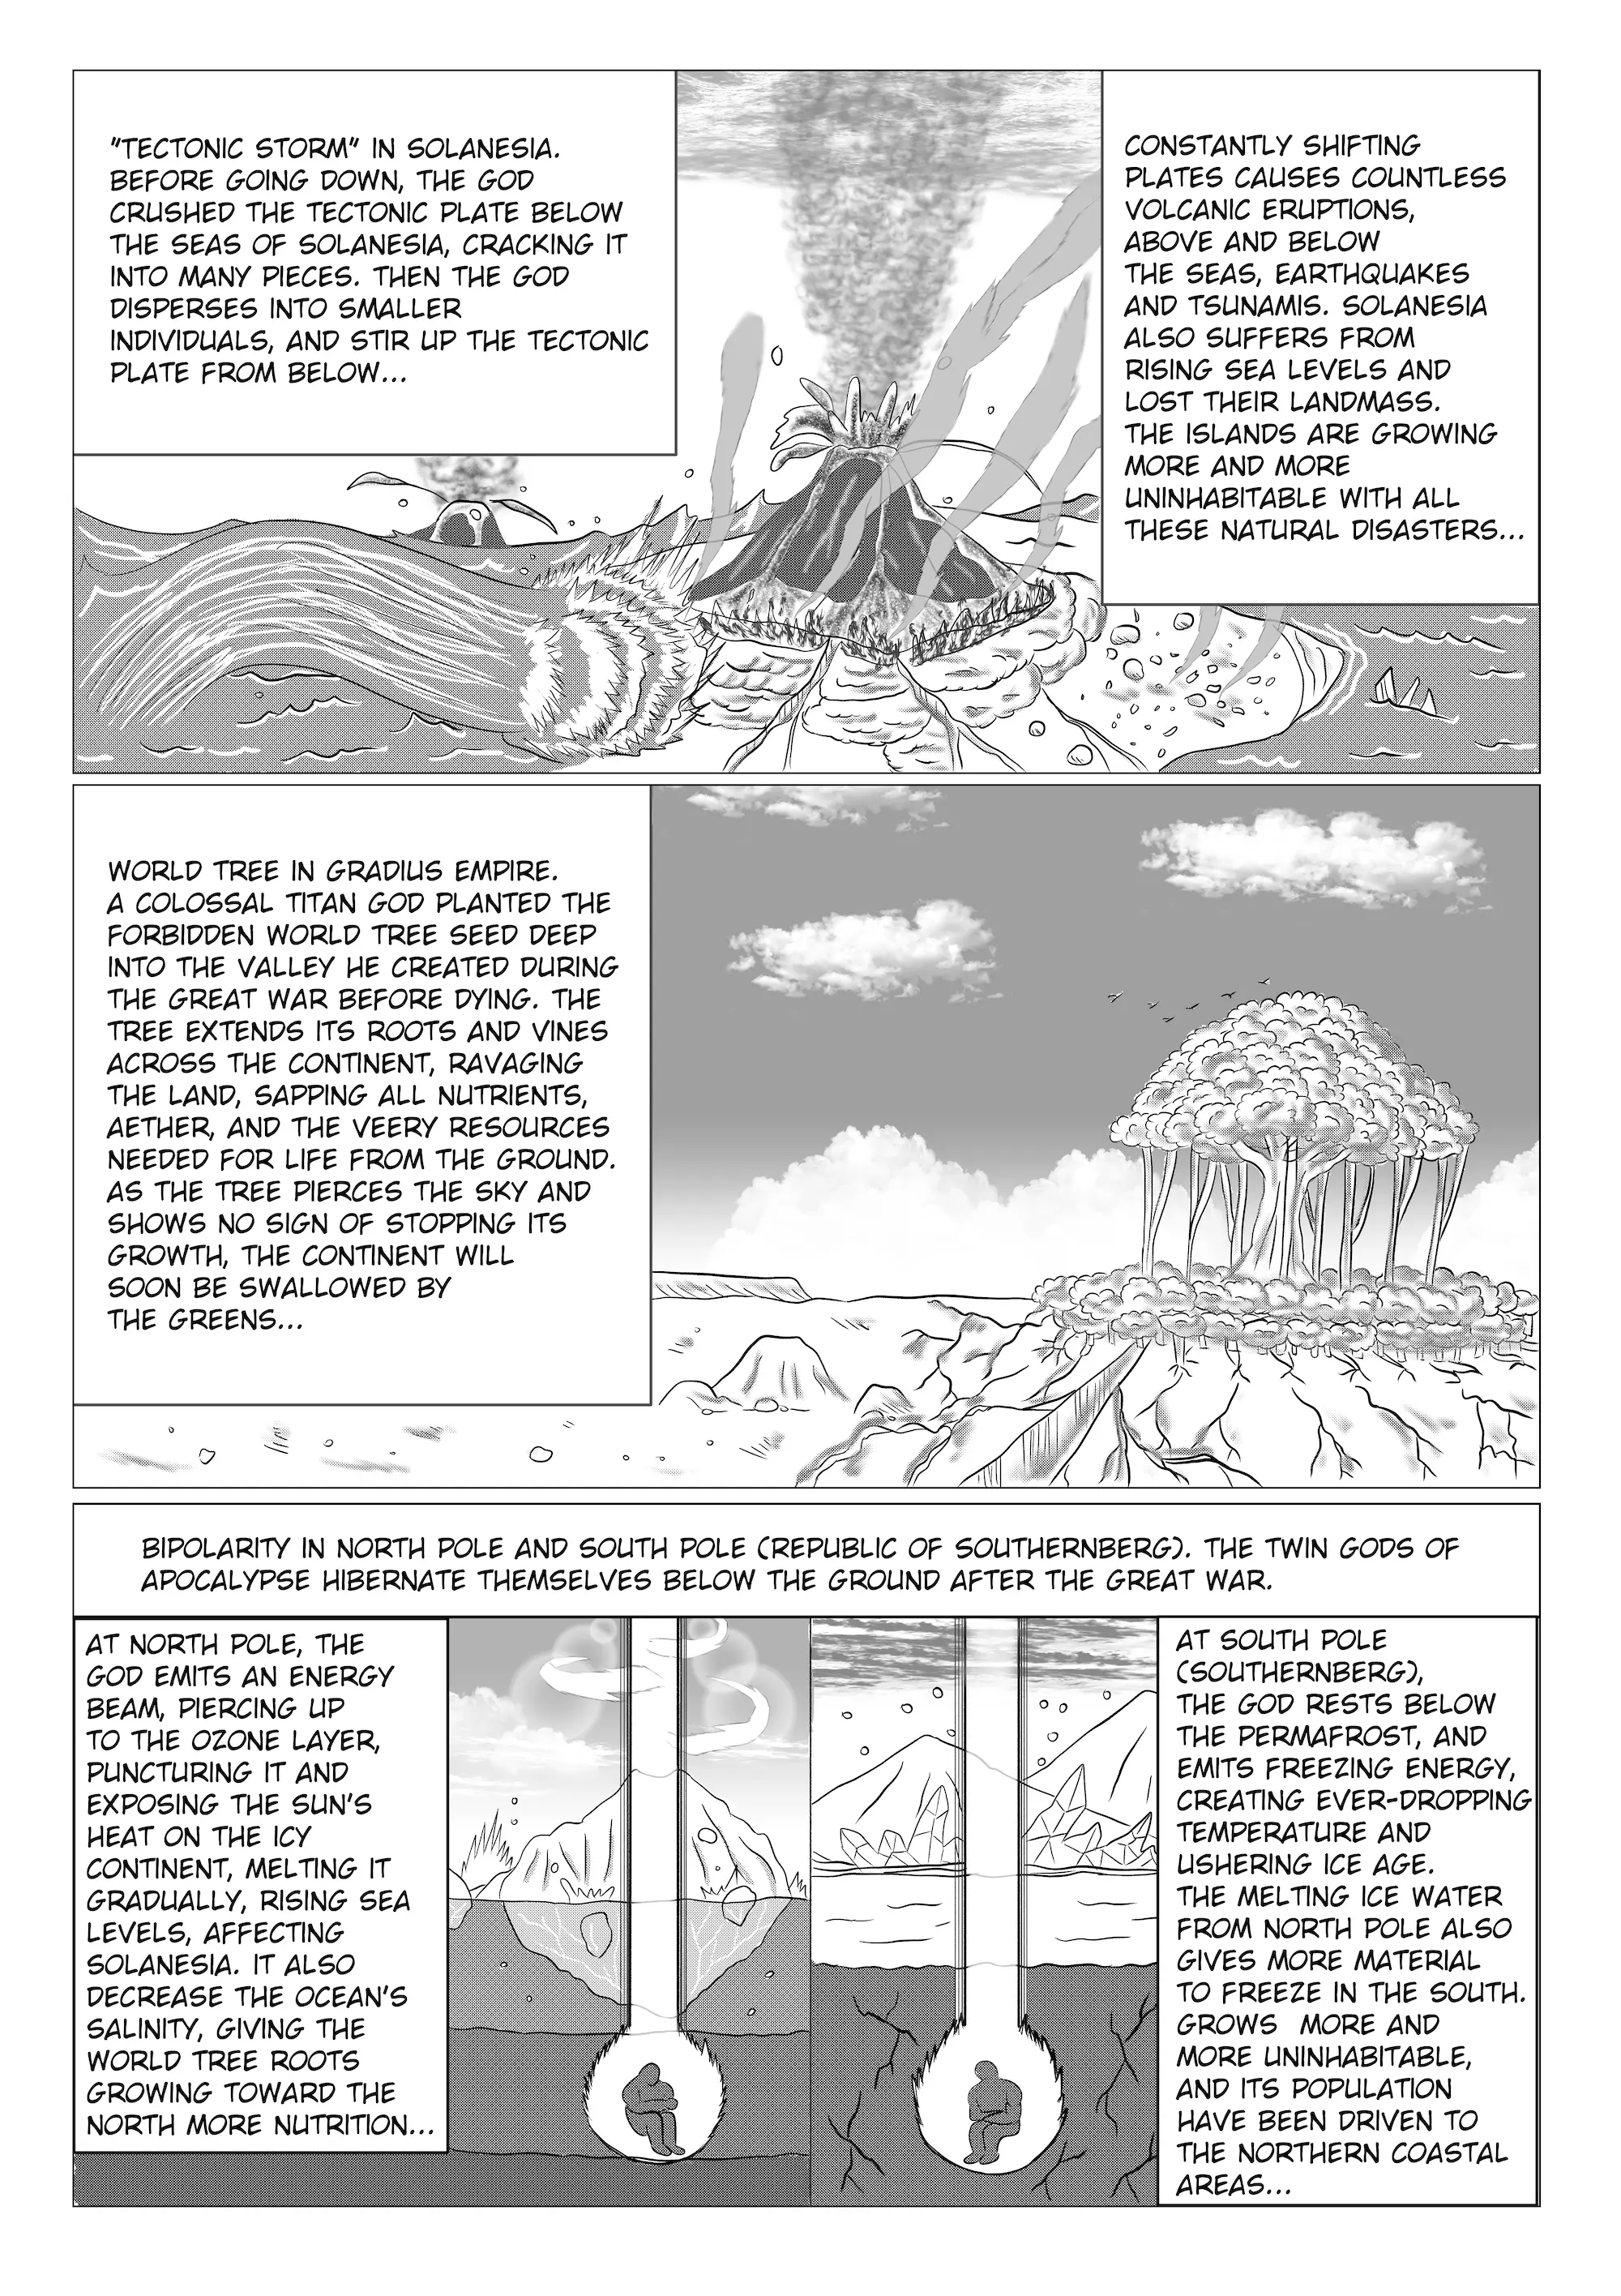 "TECTONIC STORM" IN SOLANESIA.
BEFORE GOING DOWN, THE GOD
CRUSHED THE TECTONIC PLATE BELOW
THE SEAS OF SOLANESIA, CRACKING IT
INTO MANY PIECES. THEN THE GOD
DISPERSES INTO SMALLER
INDIVIDUALS, AND STIR UP THE TECTONIC
PLATE FROM BELOW...
CONSTANTLY SHIFTING
PLATES CAUSES COUNTLESS
VOLCANIC ERUPTIONS,
ABOVE AND BELOW
THE SEAS, EARTHQUAKES
AND TSUNAMIS. SOLANESIA
ALSO SUFFERS FROM
RISING SEA LEVELS AND
LOST THEIR LANDMASS.
THE ISLANDS ARE GROWING
MORE AND MORE
UNINHABITABLE WITH ALL
THESE NATURAL DISASTERS...
WORLD TREE IN GRADIUS EMPIRE.
A COLOSSAL TITAN GOD PLANTED THE
FORBIDDEN WORLD TREE SEED DEEP
INTO THE VALLEY HE CREATED DURING
THE GREAT WAR BEFORE DYING. THE
TREE EXTENDS ITS ROOTS AND VINES
ACROSS THE CONTINENT, RAVAGING
THE LAND, SAPPING ALL NUTRIENTS,
AETHER, AND THE VEERY RESOURCES
NEEDED FOR LIFE FROM THE GROUND.
AS THE TREE PIERCES THE SKY AND
SHOWS NO SIGN OF STOPPING ITS
GROWTH, THE CONTINENT WILL
SOON BE SWALLOWED BY
THE GREENS...
BIPOLARITY IN NORTH POLE AND SOUTH POLE (REPUBLIC OF SOUTHERNBERG). THE TWIN GODS OF
APOCALYPSE HIBERNATE THEMSELVES BELOW THE GROUND AFTER THE GREAT WAR.
AT NORTH POLE, THE
GOD EMITS AN ENERGY
BEAM, PIERCING UP
TO THE OZONE LAYER,
PUNCTURING IT AND
EXPOSING THE SUN'S
HEAT ON THE ICY
CONTINENT, MELTING IT
GRADUALLY, RISING SEA
LEVELS, AFFECTING
SOLANESIA. IT ALSO
DECREASE THE OCEAN'S
SALINITY, GIVING THE
WORLD TREE ROOTS
GROWING TOWARD THE
NORTH MORE NUTRITION...
AT SOUTH POLE
(SOUTHERNBERG),
THE GOD RESTS BELOW
THE PERMAFROST, AND
EMITS FREEZING ENERGY,
CREATING EVER-DROPPING
TEMPERATURE AND
USHERING ICE AGE.
THE MELTING ICE WATER
FROM NORTH POLE ALSO
GIVES MORE MATERIAL
TO FREEZE IN THE SOUTH.
GROWS  MORE AND
MORE UNINHABITABLE,
AND ITS POPULATION
HAVE BEEN DRIVEN TO
THE NORTHERN COASTAL
AREAS...